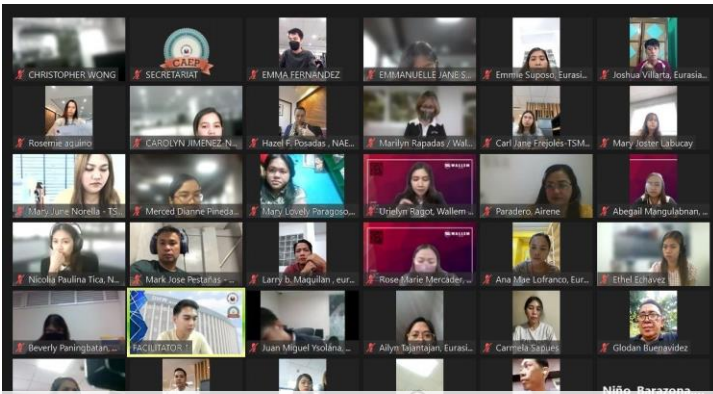 CHRISTOPHER WONG
CAEP
SECRETARIAT
EMMA FERNANDEZ
EMMANUELLE JANE S...
Emmie Suposo, Eurasi...
Joshua Villarta, Eurasia...
Rosemie aquino
CAROLYN JIMENEZ-N...
Hazel F. Posadas , NAE...
Marilyn Rapadas / Wal...
Carl Jane Frejoles-TSM...
Mary Joster Labucay
Mary June Norella - TS...
Merced Dianne Pineda...
Mary Lovely Paragoso,...
WALLEM
Urielyn Ragot, Wallem ...
Paradero, Airene
Abegail Mangulabnan, ...
Nicolia Paulina Tica, N...
Mark Jose Pestañas - ...
Larry b. Maquilan , eur...
WALLEM
Rose Marie Mercader, ...
Ana Mae Lofranco, Eur...
Ethel Echavez
Beverly Paningbatan, ...
FACILITATOR 1
Juan Miguel Ysolana, ...
Ailyn Tajantajan, Eurasi...
Carmela Sapues
Glodan Buenavidez
Niño Barazona